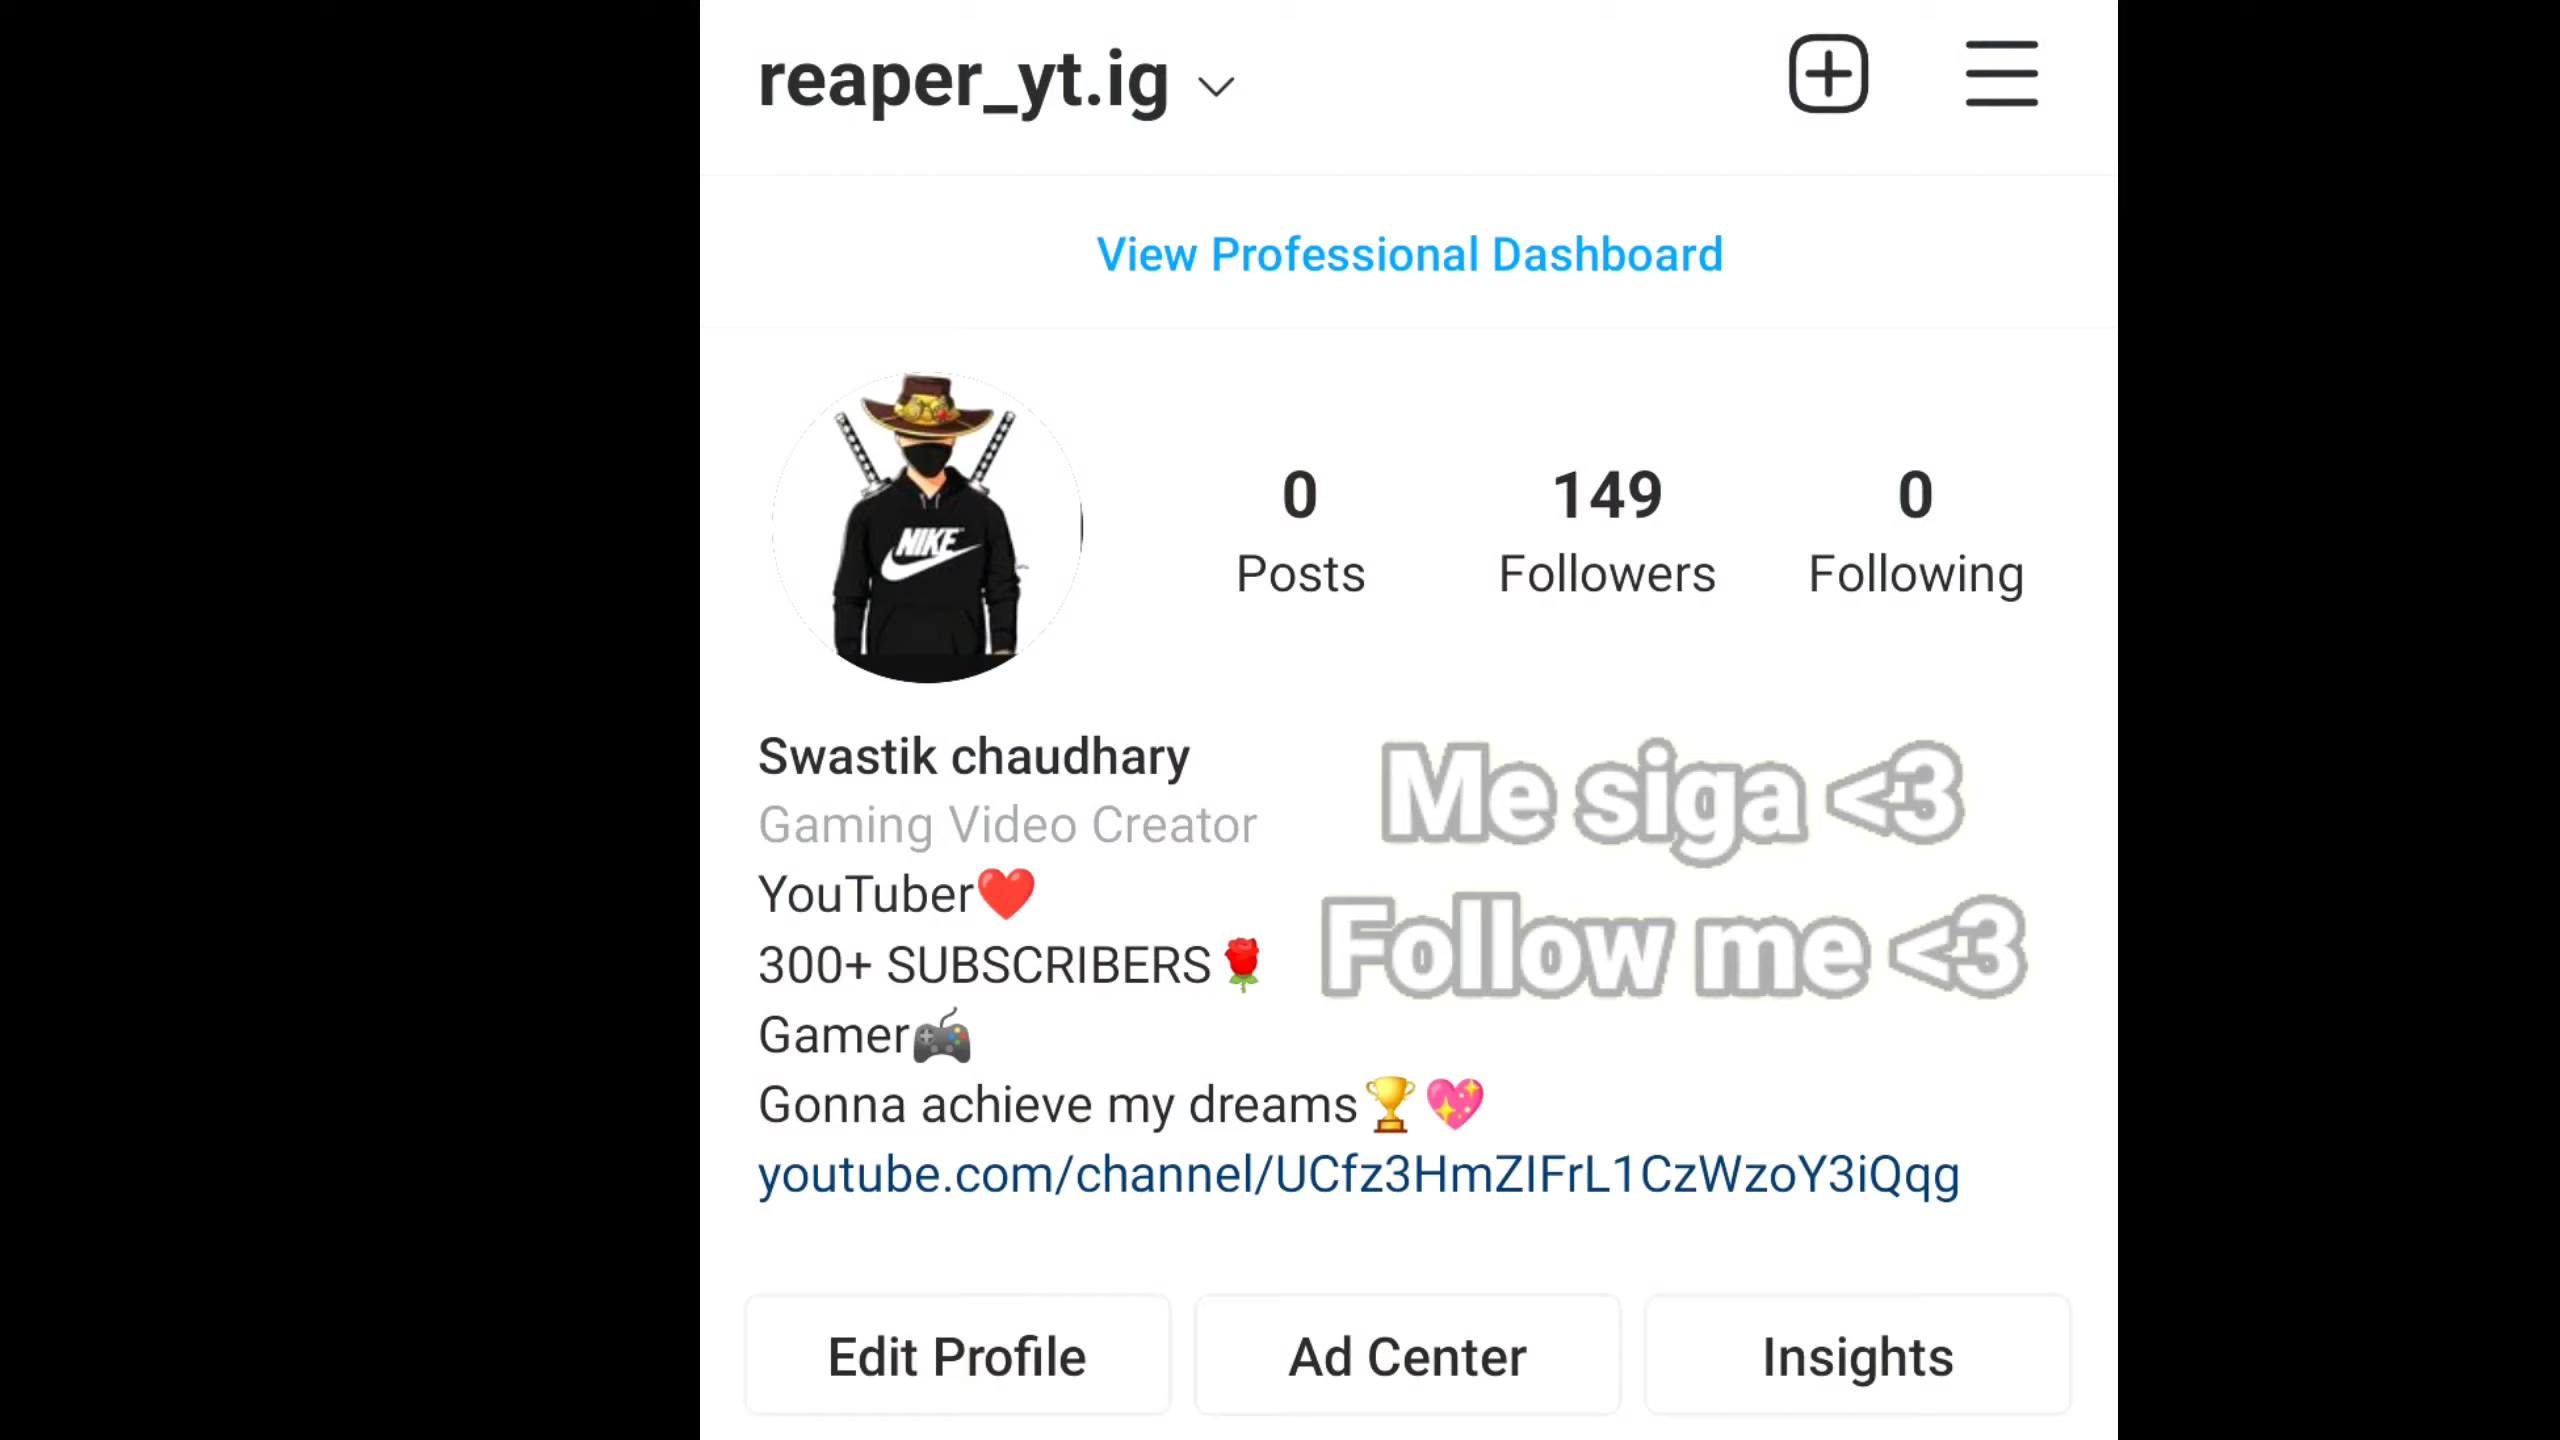 reaper_yt.ig
View Professional Dashboard
NIKE
0
Posts
149
Followers
0
Following
Swastik chaudhary
Gaming Video Creator
YouTuber❤️
300+ SUBSCRIBERS🌹
Gamer🎮
Gonna achieve my dreams🏆💖
youtube.com/channel/UCfz3HmZIFrL1CzWzoY3iQqg
Me siga <3
Follow me <3
Edit Profile
Ad Center
Insights